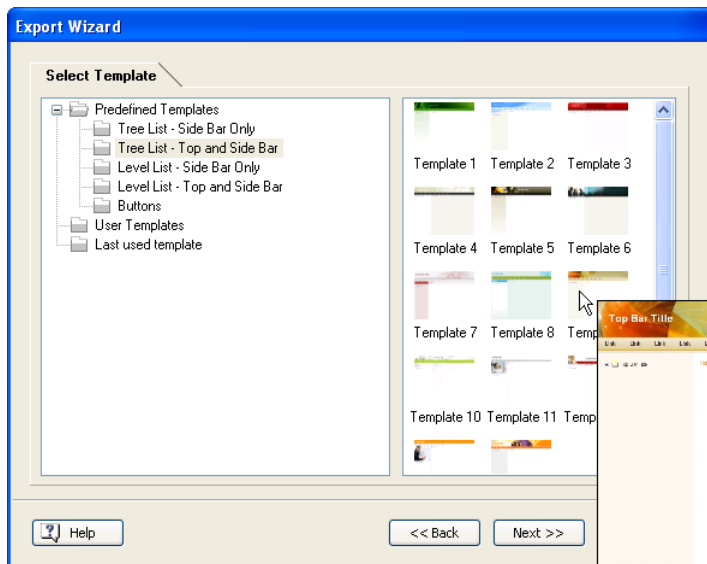 Export Wizard
Select Template
Predefined Templates
Tree List - Side Bar Only
Tree List - Top and Side Bar
Level List - Side Bar Only
Level List - Top and Side Bar
Buttons
User Templates
Last used template
Template 1 Template 2 Template 3
Template 4 Template 5 Template 6
Template 7 Template 8 Temp
Top Bar Title
Link Link Link Link
Template 10 Template 11 Temp
Help
<< Back
Next >>